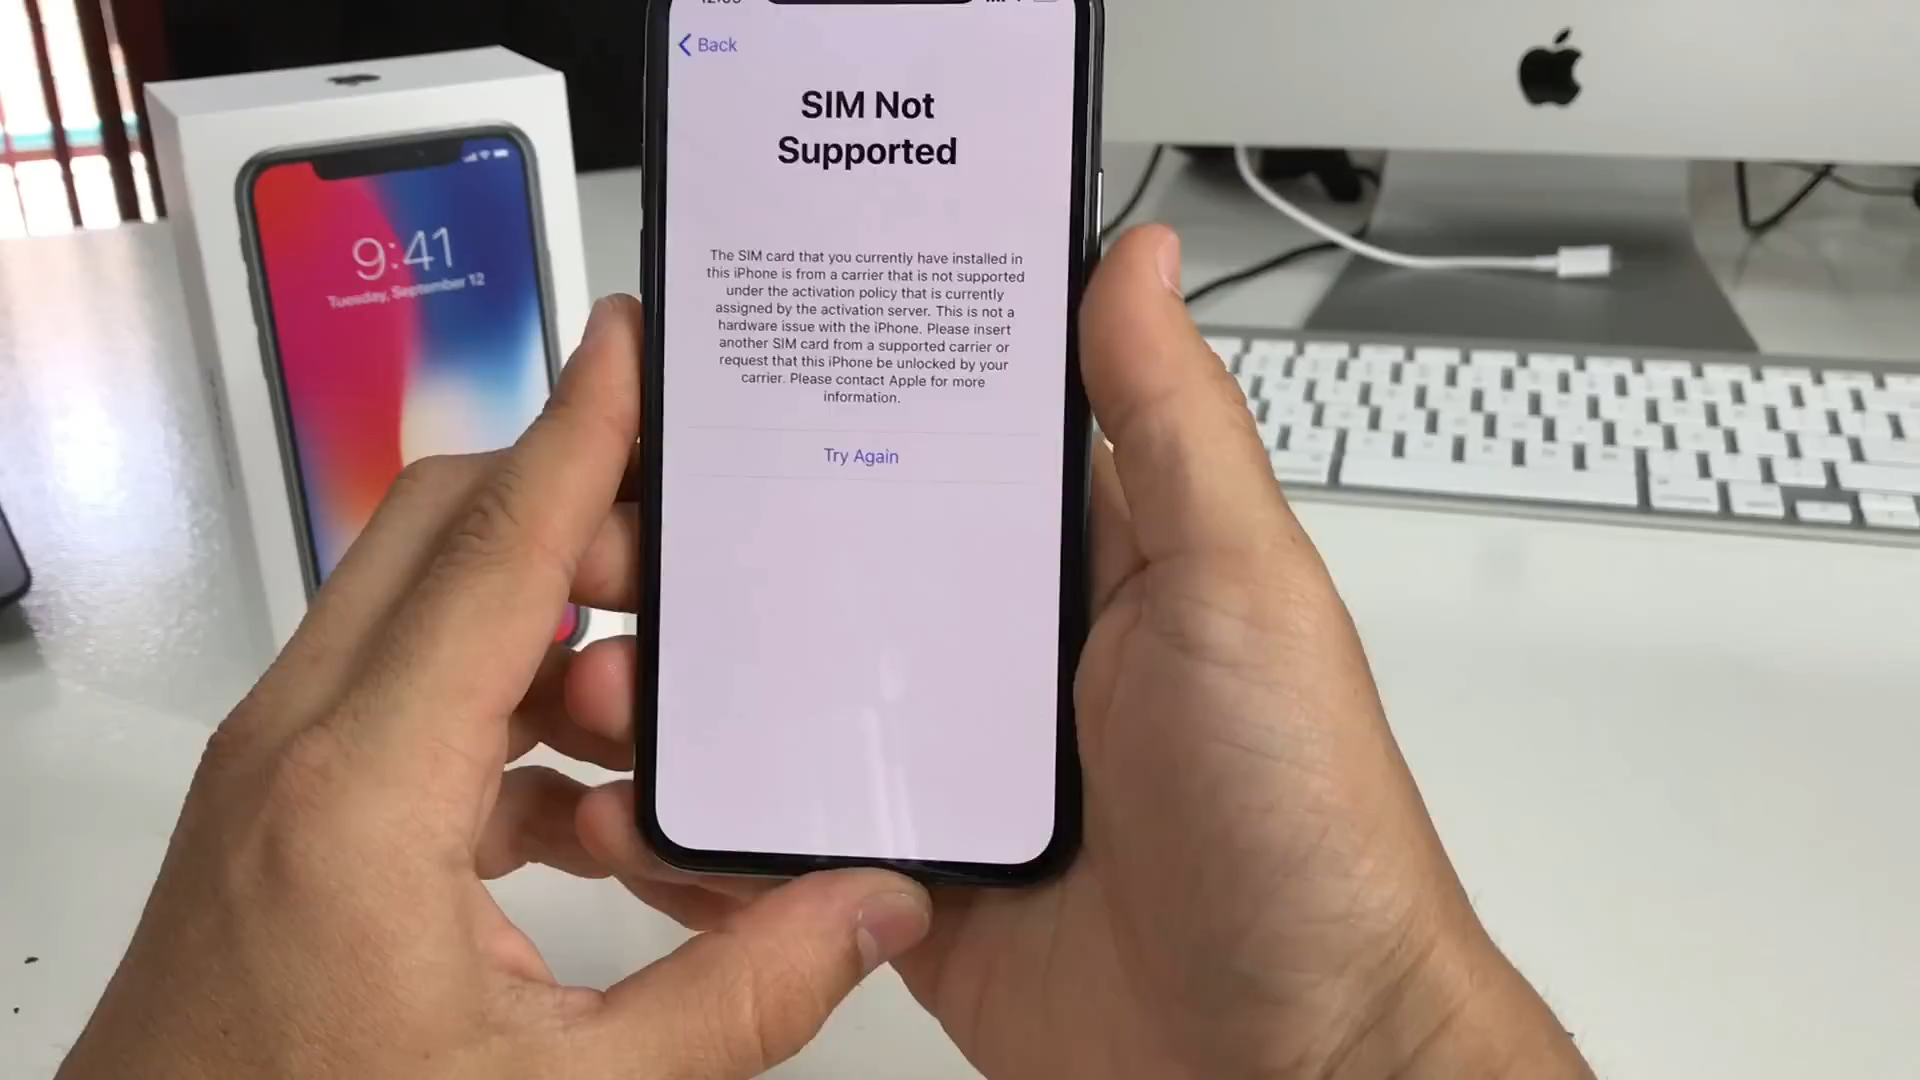 Back
SIM Not
Supported
The SIM card that you currently have installed in
this iPhone is from a carrier that is not supported
under the activation policy that is currently
assigned by the activation server. This is not a
hardware issue with the iPhone. Please insert
another SIM card from a supported carrier or
request that this iPhone be unlocked by your
carrier. Please contact Apple for more
information.
Try Again
9:41
Tuesday, September 12